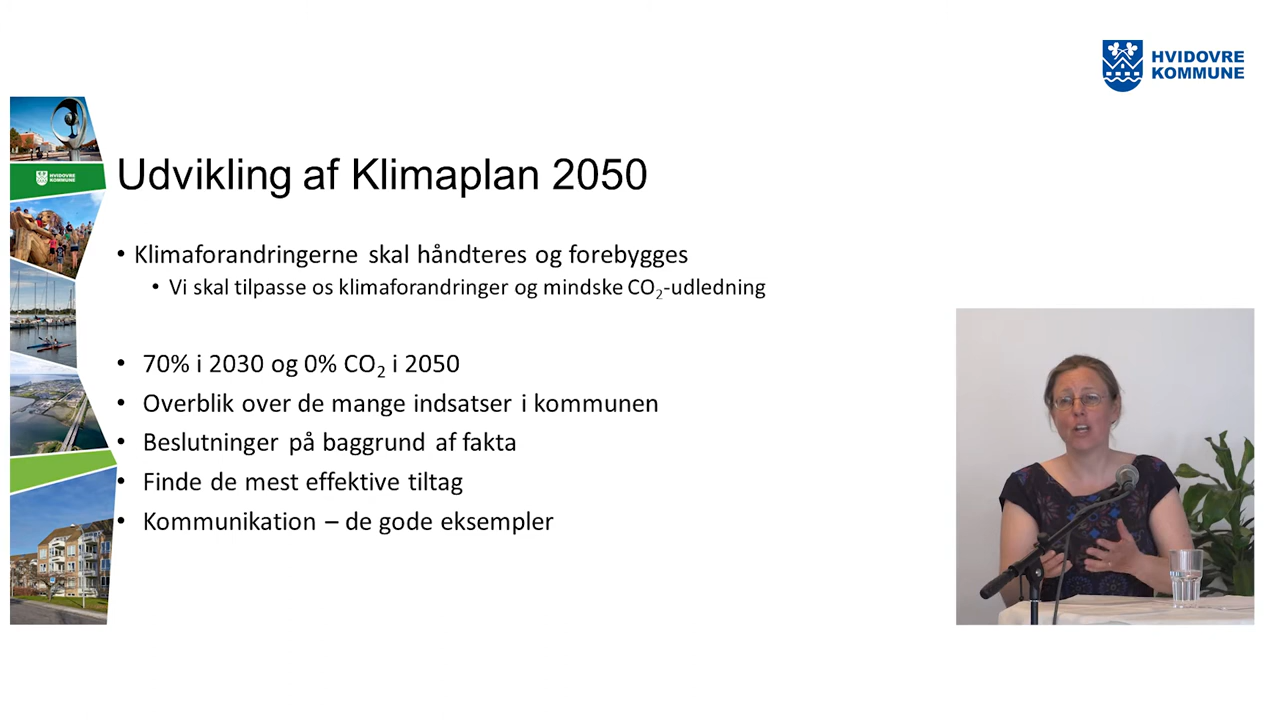 HVIDOVRE
KOMMUNE
HVIDOVRE
KOMMUNE
Udvikling af Klimaplan 2050
• Klimaforandringerne skal håndteres og forebygges
• Vi skal tilpasse os klimaforandringer og mindske CO₂-udledning
• 70% i 2030 og 0% CO₂ i 2050
• Overblik over de mange indsatser i kommunen
• Beslutninger på baggrund af fakta
• Finde de mest effektive tiltag
• Kommunikation – de gode eksempler